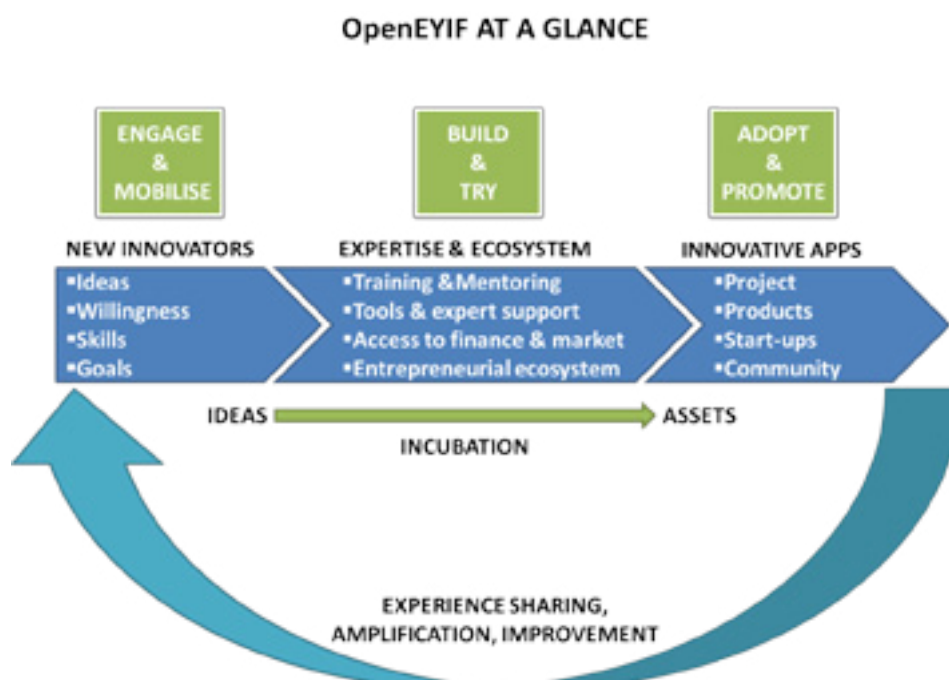 OpenEYIF AT A GLANCE
ENGAGE
&
MOBILISE
BUILD
&
TRY
ADOPT
&
PROMOTE
NEW INNOVATORS
▪Ideas
▪Willingness
▪Skills
▪Goals
EXPERTISE & ECOSYSTEM
▪Training &Mentoring
▪Tools & expert support
▪Access to finance & market
▪Entrepreneurial ecosystem
INNOVATIVE APPS
▪Project
▪Products
▪Start-ups
▪Community
IDEAS
ASSETS
INCUBATION
EXPERIENCE SHARING,
AMPLIFICATION, IMPROVEMENT